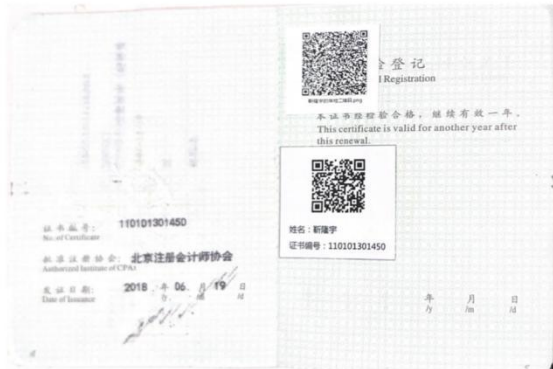 证书编号: 110101301450
No. of Certificate
批准注册协会: 北京注册会计师协会
Authorized Institute of CPAs
发证日期: 2018 年 06 月 19 日
Date of Issuance /y /m /d
登记
Registration
本证书经检验合格，继续有效一年。
This certificate is valid for another year after
this renewal.
姓名：靳隆宇
证书编号：110101301450
年 月 日
/y /m /d